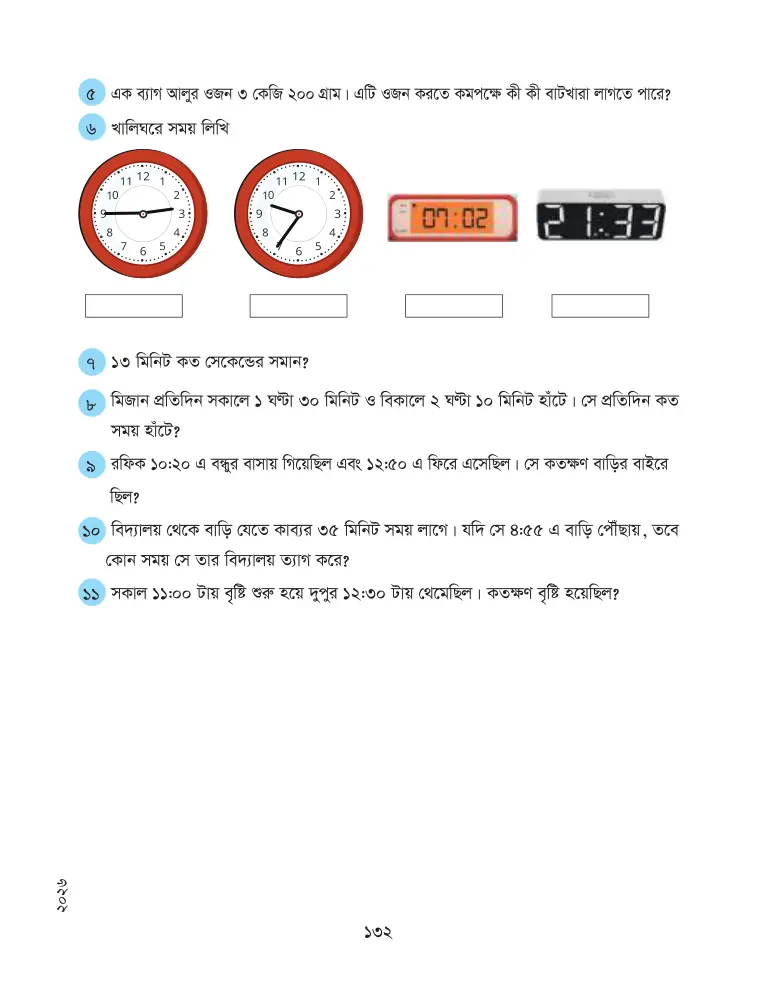 ৫ এক ব্যাগ আলুর ওজন ৩ কেজি ২০০ গ্রাম। এটি ওজন করতে কমপক্ষে কী কী বাটখারা লাগতে পারে?
৬ খালিঘরে সময় লিখি
12 1 2 3 4 5 6 7 8 9 10 11
12 1 2 3 4 5 6 8 9 10 11
07:02
21:33
৭ ১৩ মিনিট কত সেকেন্ডের সমান?
৮ মিজান প্রতিদিন সকালে ১ ঘণ্টা ৩০ মিনিট ও বিকালে ২ ঘণ্টা ১০ মিনিট হাঁটে। সে প্রতিদিন কত
সময় হাঁটে?
৯ রফিক ১০:২০ এ বন্ধুর বাসায় গিয়েছিল এবং ১২:৫০ এ ফিরে এসেছিল। সে কতক্ষণ বাড়ির বাইরে
ছিল?
১০ বিদ্যালয় থেকে বাড়ি যেতে কাব্যর ৩৫ মিনিট সময় লাগে। যদি সে ৪:৫৫ এ বাড়ি পৌঁছায়, তবে
কোন সময় সে তার বিদ্যালয় ত্যাগ করে?
১১ সকাল ১১:০০ টায় বৃষ্টি শুরু হয়ে দুপুর ১২:৩০ টায় থেমেছিল। কতক্ষণ বৃষ্টি হয়েছিল?
২০২৬
১৩২